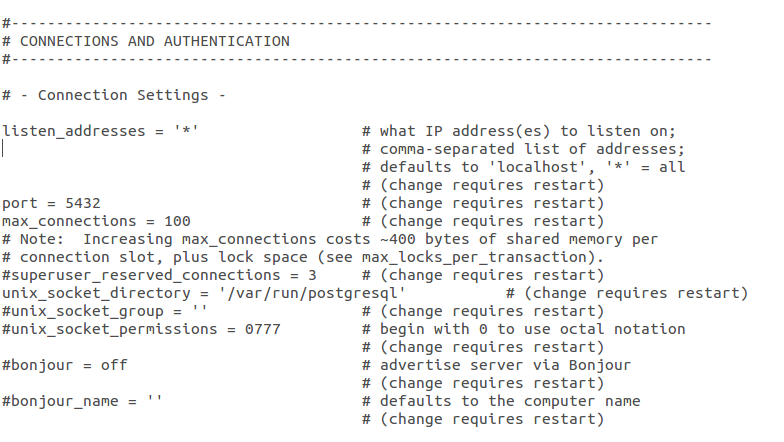 #------------------------------------------------------------------------------
# CONNECTIONS AND AUTHENTICATION
#------------------------------------------------------------------------------
# - Connection Settings -
listen_addresses = '*'                  # what IP address(es) to listen on;
                                        # comma-separated list of addresses;
                                        # defaults to 'localhost', '*' = all
                                        # (change requires restart)
port = 5432                             # (change requires restart)
max_connections = 100                   # (change requires restart)
# Note:  Increasing max_connections costs ~400 bytes of shared memory per
# connection slot, plus lock space (see max_locks_per_transaction).
#superuser_reserved_connections = 3     # (change requires restart)
unix_socket_directory = '/var/run/postgresql'           # (change requires restart)
#unix_socket_group = ''                 # (change requires restart)
#unix_socket_permissions = 0777         # begin with 0 to use octal notation
                                        # (change requires restart)
#bonjour = off                          # advertise server via Bonjour
                                        # (change requires restart)
#bonjour_name = ''                      # defaults to the computer name
                                        # (change requires restart)